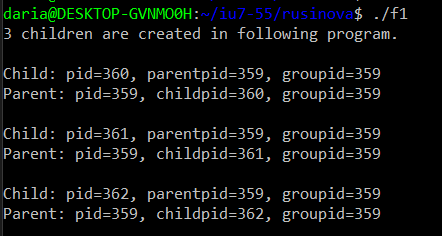 daria@DESKTOP-GVNMO0H:~/iu7-55/rusinova$ ./f1
3 children are created in following program.
Child: pid=360, parentpid=359, groupid=359
Parent: pid=359, childpid=360, groupid=359
Child: pid=361, parentpid=359, groupid=359
Parent: pid=359, childpid=361, groupid=359
Child: pid=362, parentpid=359, groupid=359
Parent: pid=359, childpid=362, groupid=359